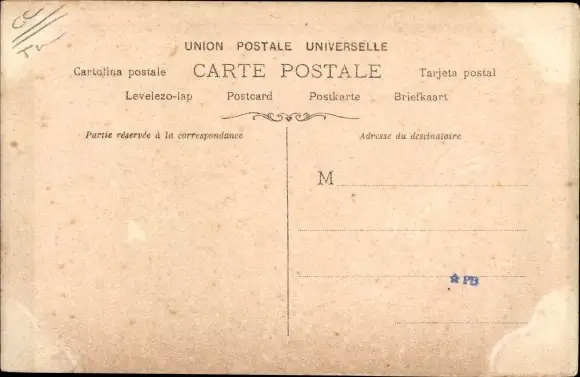 UNION POSTALE UNIVERSELLE
Cartolina postale CARTE POSTALE Tarjeta postal
Levelezo-lap Postcard Postkarte Briefkaart
Partie réservée à la correspondance
Adresse du destinataire
M
PB